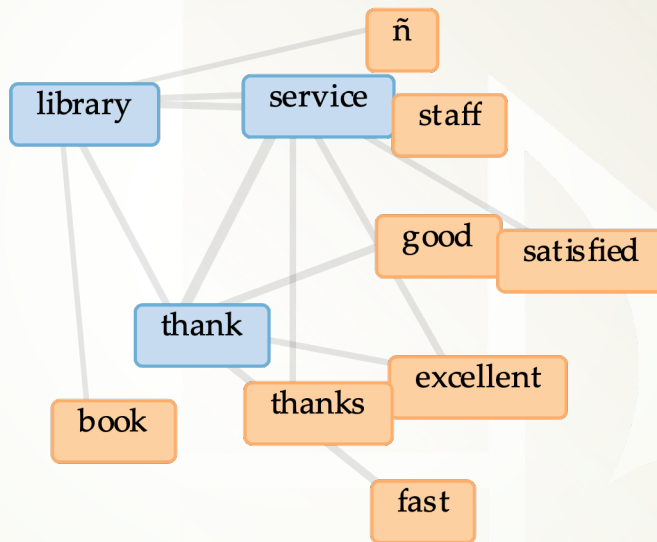 ñ
library
service
staff
good
satisfied
thank
excellent
thanks
book
fast